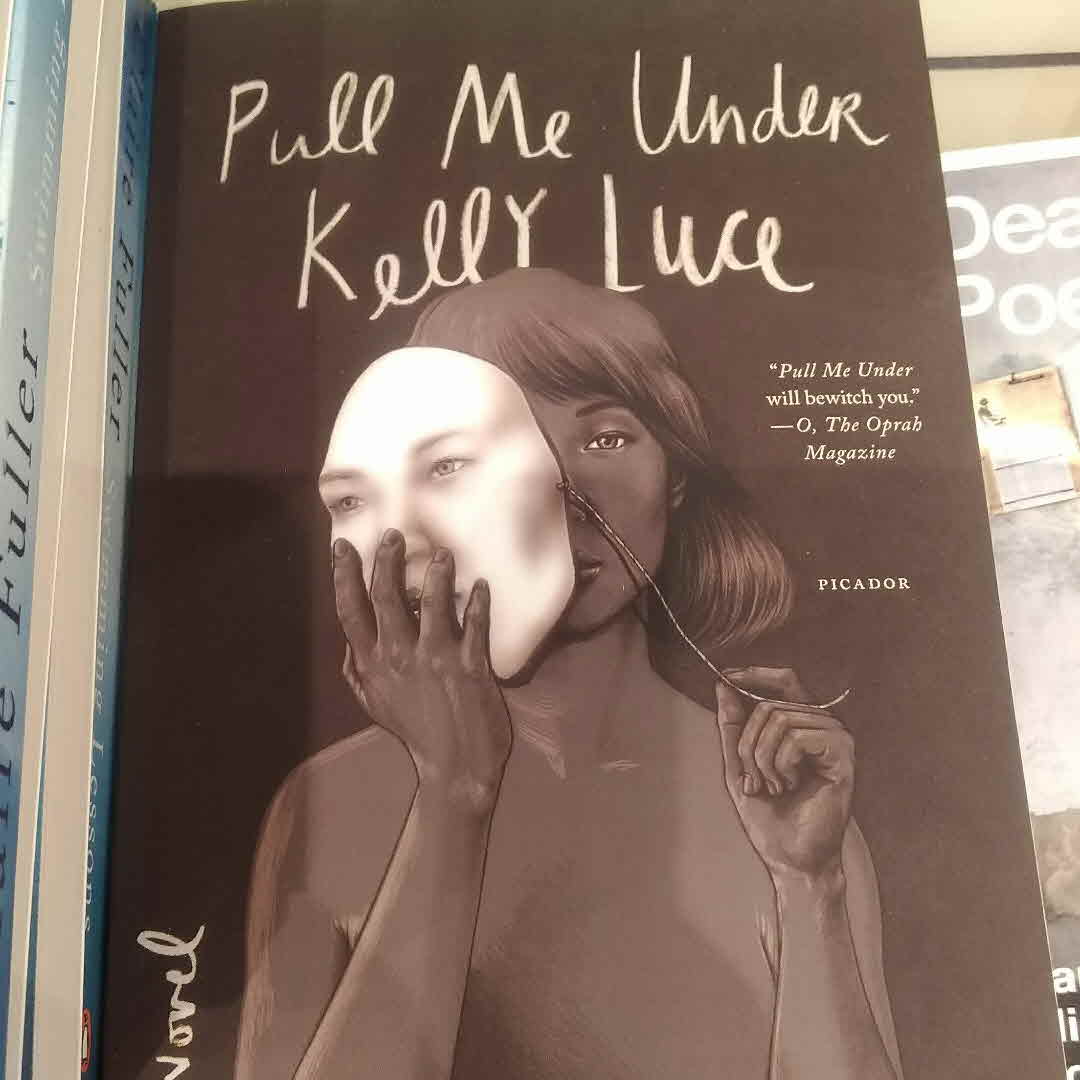 Pull Me Under
Kelly Luce
"Pull Me Under
will bewitch you."
—O, The Oprah
Magazine
PICADOR
Novel
Claire Fuller Swimming Lessons
Fuller Swimming
Dea
Poe